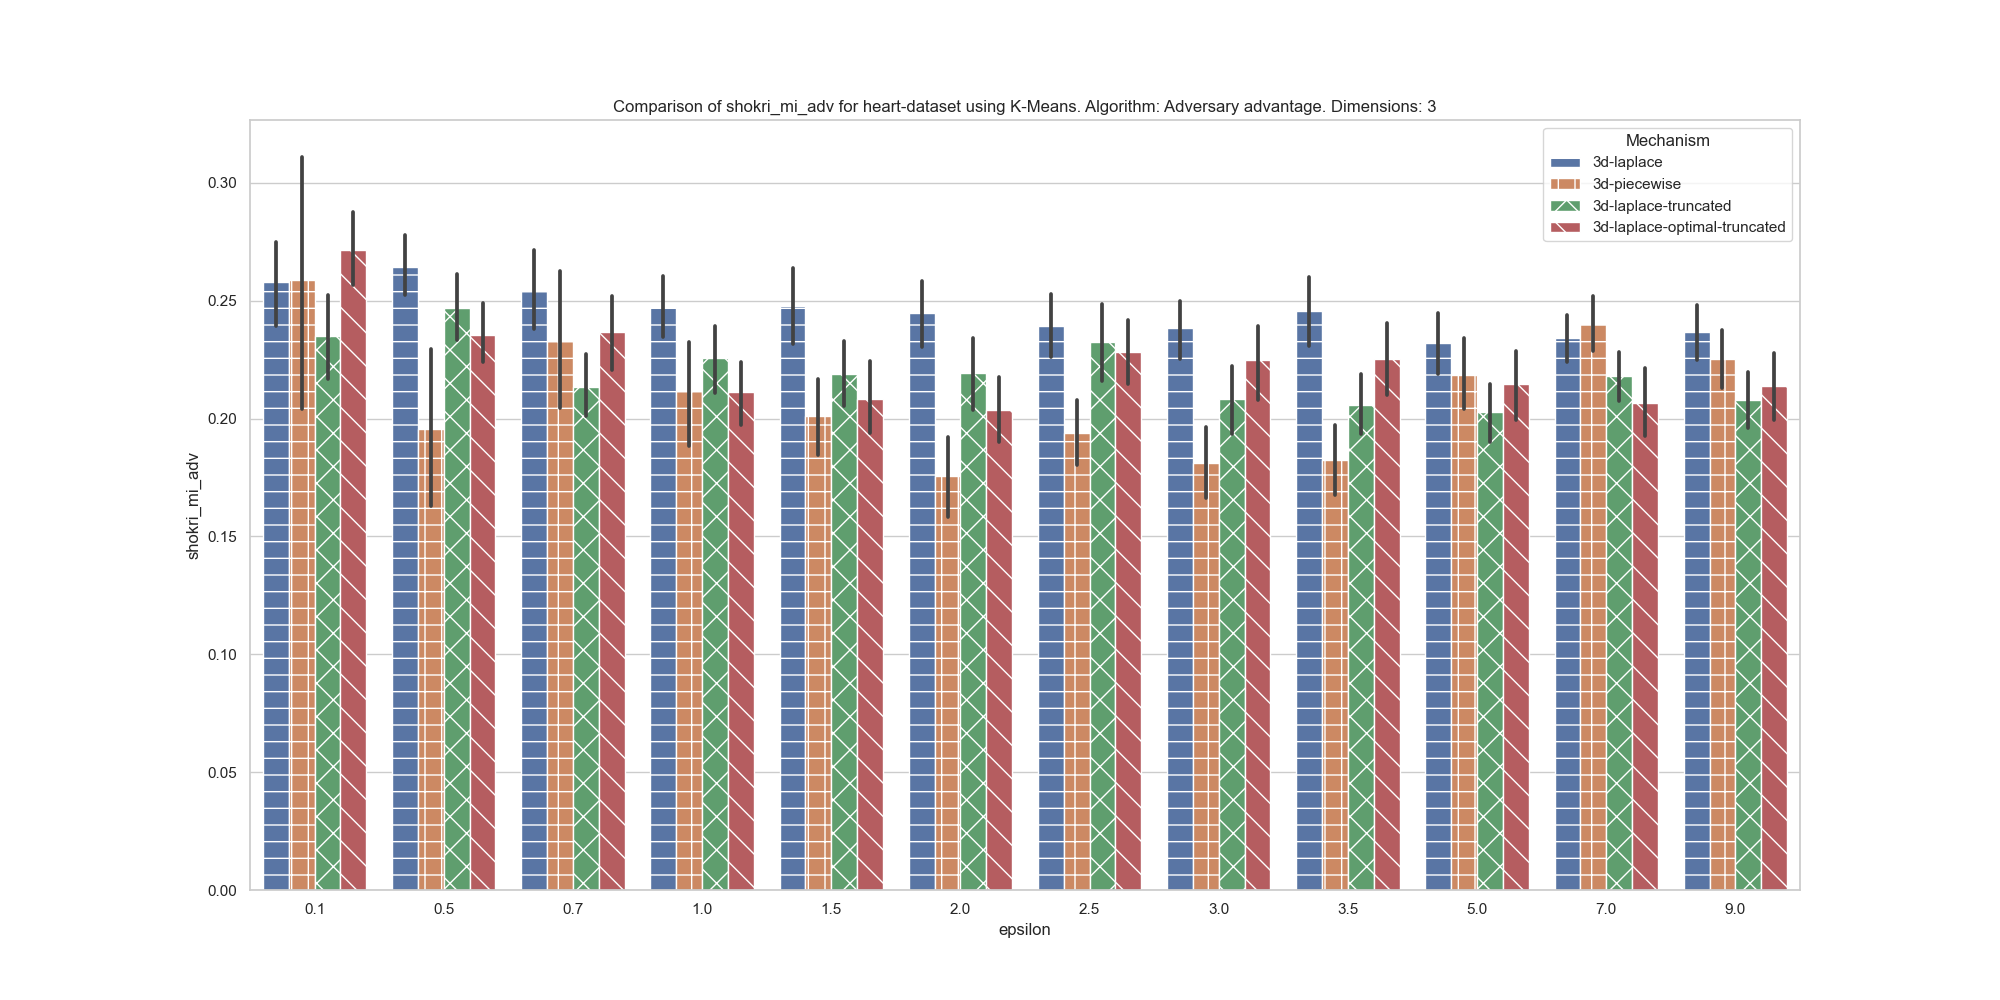 Comparison of shokri_mi_adv for heart-dataset using K-Means. Algorithm: Adversary advantage. Dimensions: 3
Mechanism
3d-laplace
3d-piecewise
3d-laplace-truncated
3d-laplace-optimal-truncated
shokri_mi_adv
0.30
0.25
0.20
0.15
0.10
0.05
0.00
0.1 0.5 0.7 1.0 1.5 2.0 2.5 3.0 3.5 5.0 7.0 9.0
epsilon